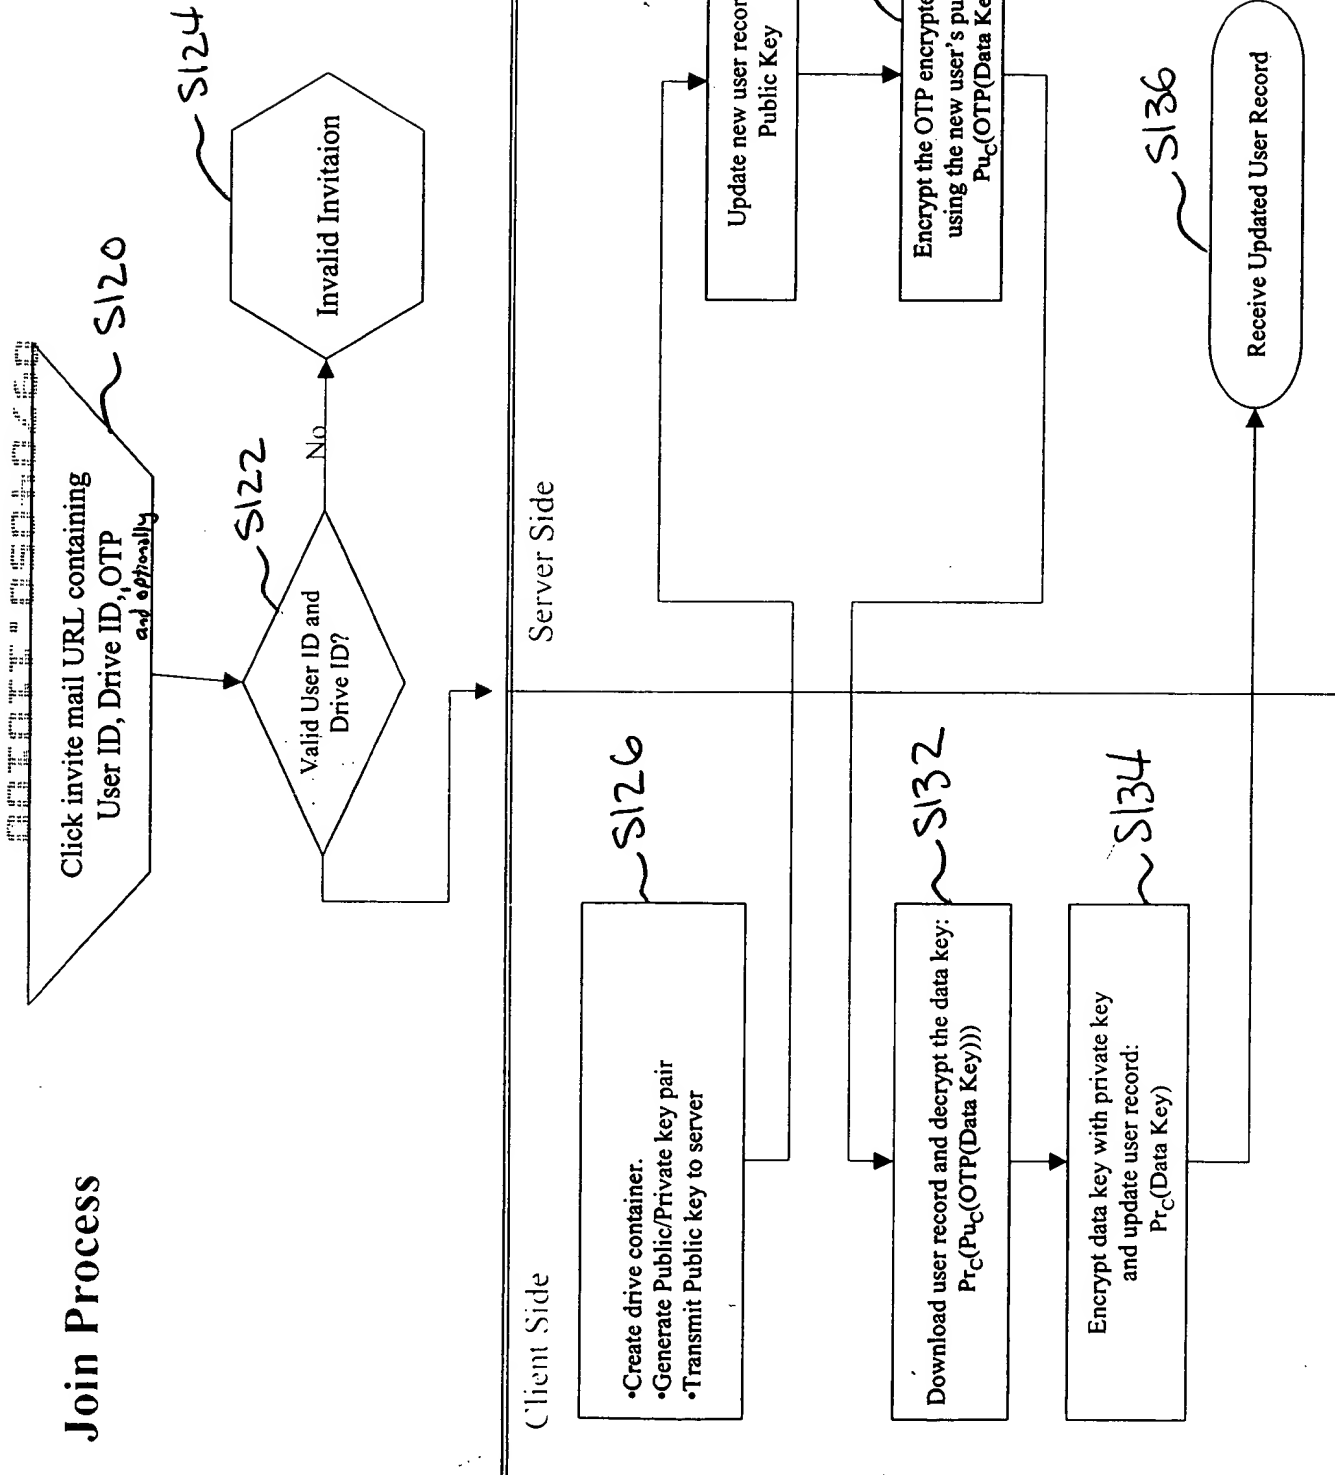 Join Process
Click invite mail URL containing
User ID, Drive ID, OTP
and optionally
S120
Valid User ID and
Drive ID?
S122
No
Invalid Invitaion
S124
Client Side
Server Side
•Create drive container.
•Generate Public/Private key pair
•Transmit Public key to server
S126
Update new user recor
Public Key
Encrypt the OTP encrypte
using the new user's pu
Pu_C(OTP(Data Ke
Download user record and decrypt the data key:
Pr_C(Pu_C(OTP(Data Key)))
S132
Encrypt data key with private key
and update user record:
Pr_C(Data Key)
S134
Receive Updated User Record
S136